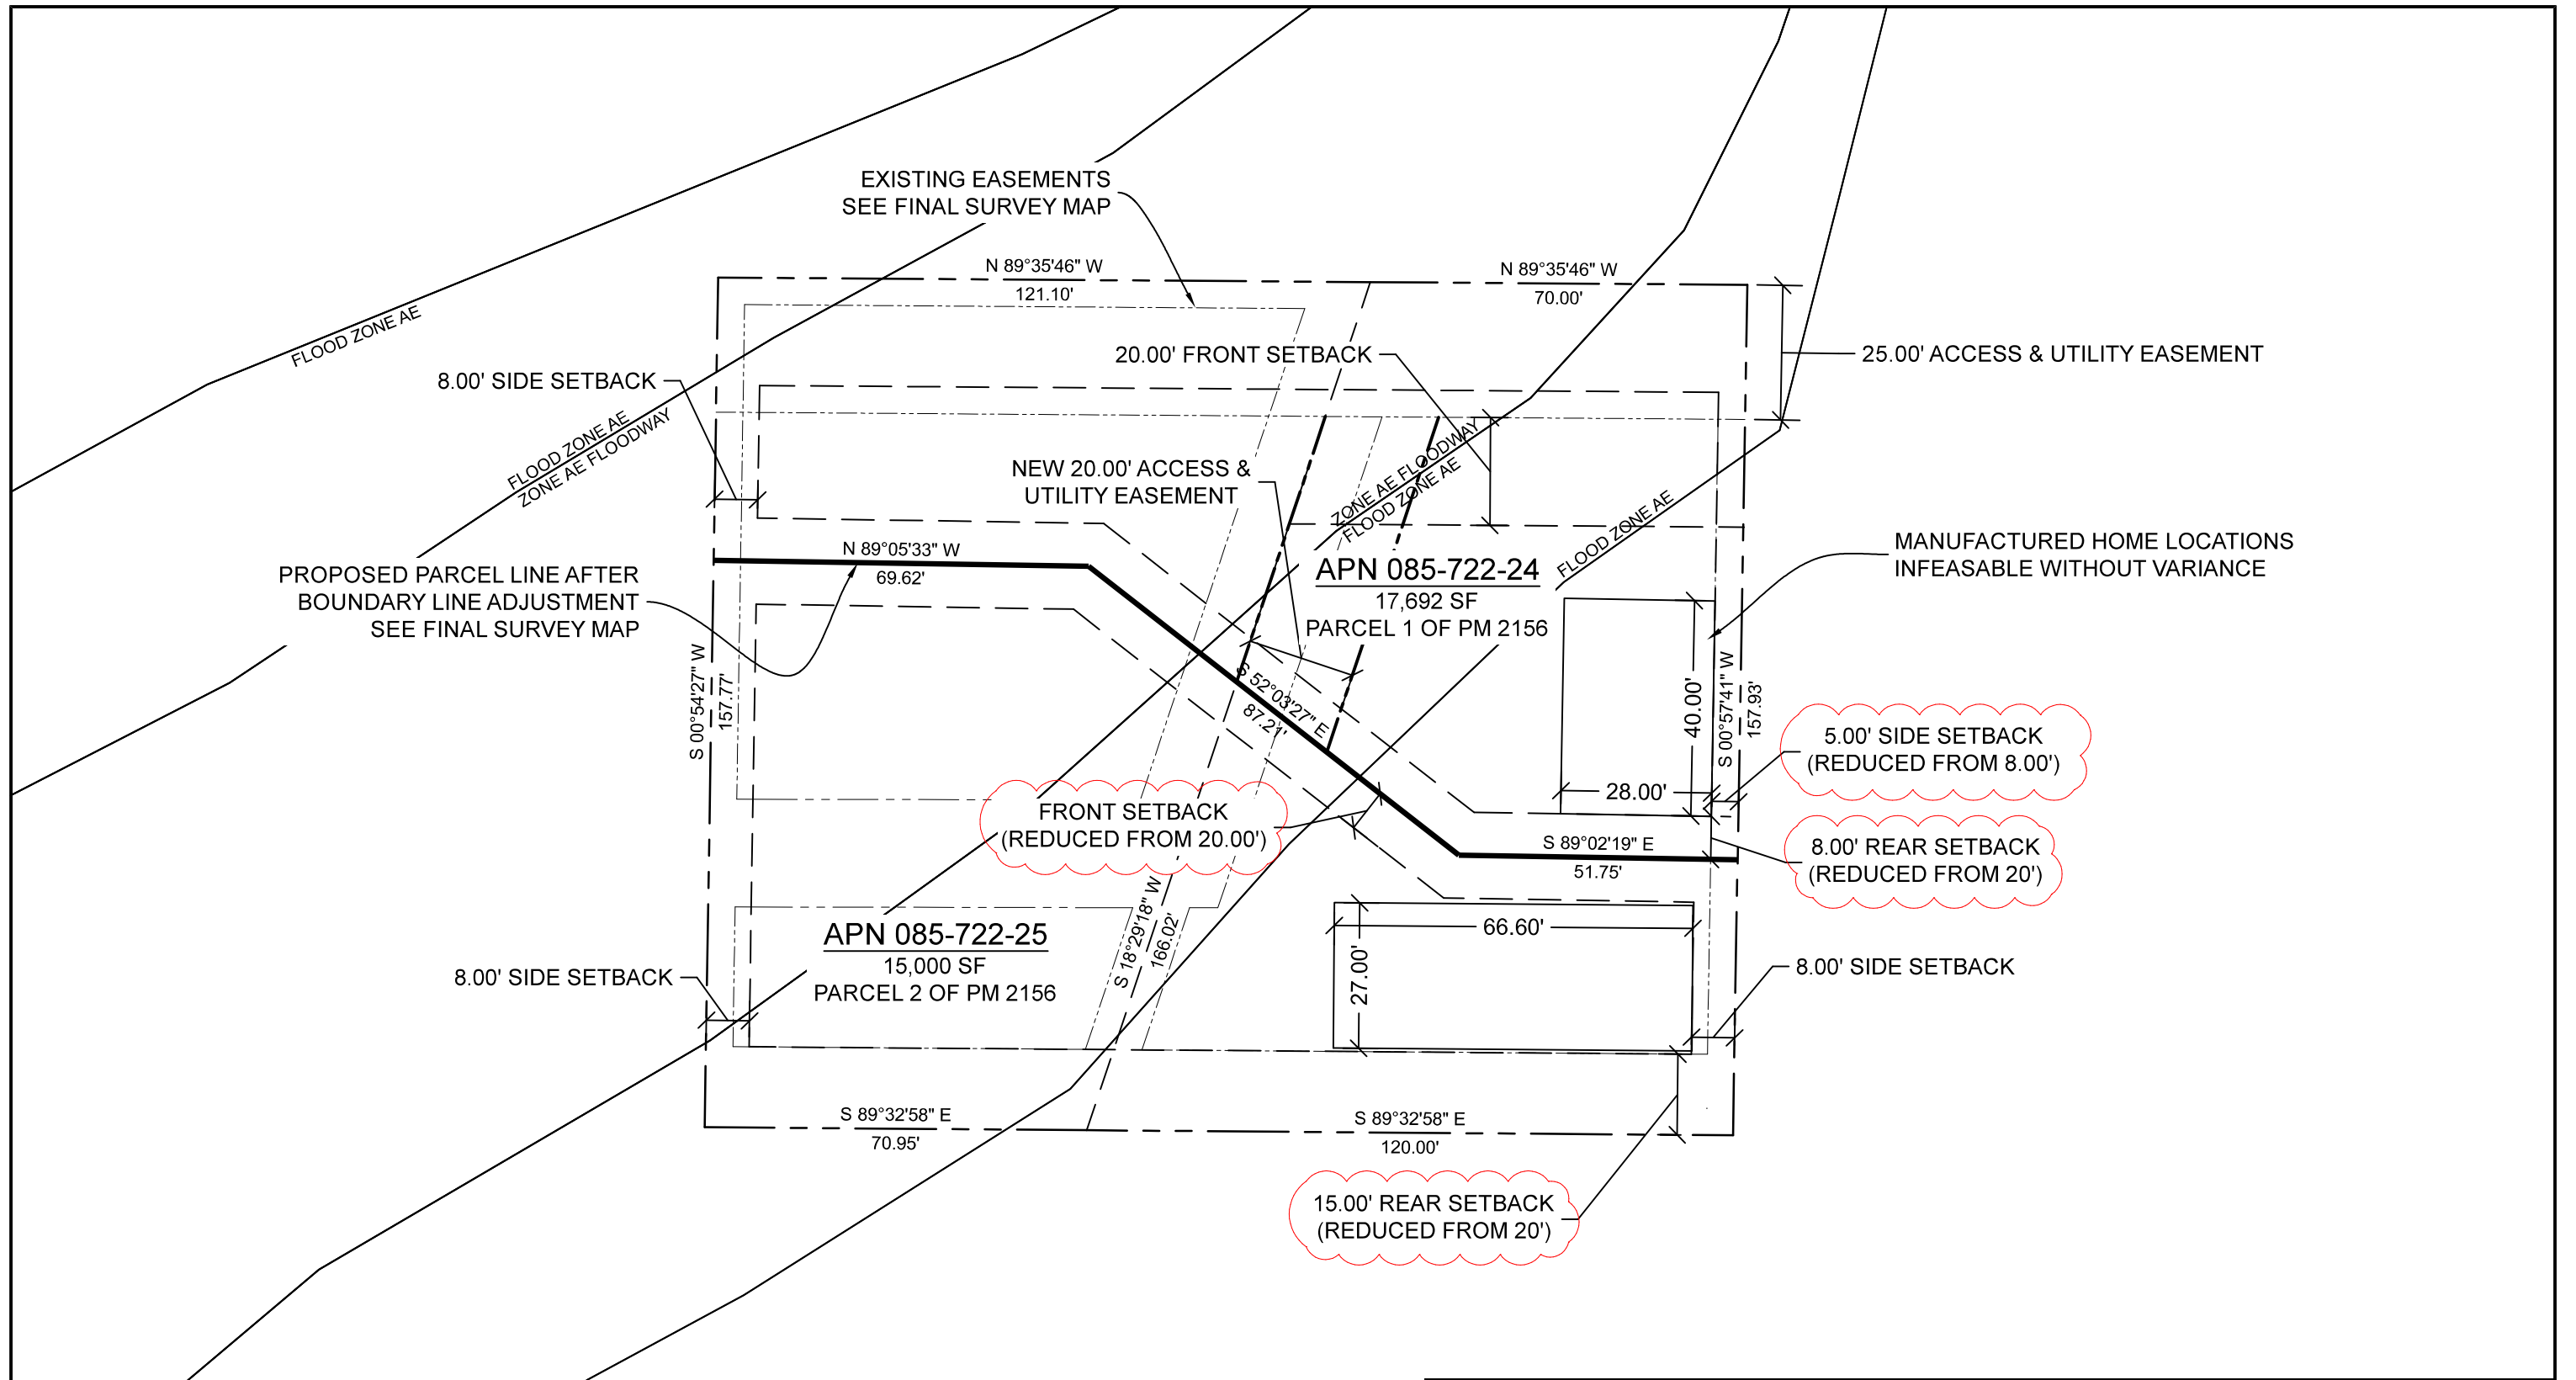 EXISTING EASEMENTS
SEE FINAL SURVEY MAP
N 89°35'46" W
121.10'
N 89°35'46" W
70.00'
FLOOD ZONE AE
8.00' SIDE SETBACK
20.00' FRONT SETBACK
25.00' ACCESS & UTILITY EASEMENT
FLOOD ZONE AE
ZONE AE FLOODWAY
NEW 20.00' ACCESS &
UTILITY EASEMENT
ZONE AE FLOODWAY
FLOOD ZONE AE
FLOOD ZONE AE
MANUFACTURED HOME LOCATIONS
INFEASABLE WITHOUT VARIANCE
N 89°05'33" W
69.62'
PROPOSED PARCEL LINE AFTER
BOUNDARY LINE ADJUSTMENT
SEE FINAL SURVEY MAP
APN 085-722-24
17,692 SF
PARCEL 1 OF PM 2156
S 00°54'27" W
157.77'
S 52°03'27" E
87.21'
40.00'
28.00'
S 00°57'41" W
157.93'
5.00' SIDE SETBACK
(REDUCED FROM 8.00')
FRONT SETBACK
(REDUCED FROM 20.00')
S 89°02'19" E
51.75'
8.00' REAR SETBACK
(REDUCED FROM 20')
APN 085-722-25
15,000 SF
PARCEL 2 OF PM 2156
S 18°29'18" W
166.02'
66.60'
27.00'
8.00' SIDE SETBACK
8.00' SIDE SETBACK
S 89°32'58" E
70.95'
S 89°32'58" E
120.00'
15.00' REAR SETBACK
(REDUCED FROM 20')